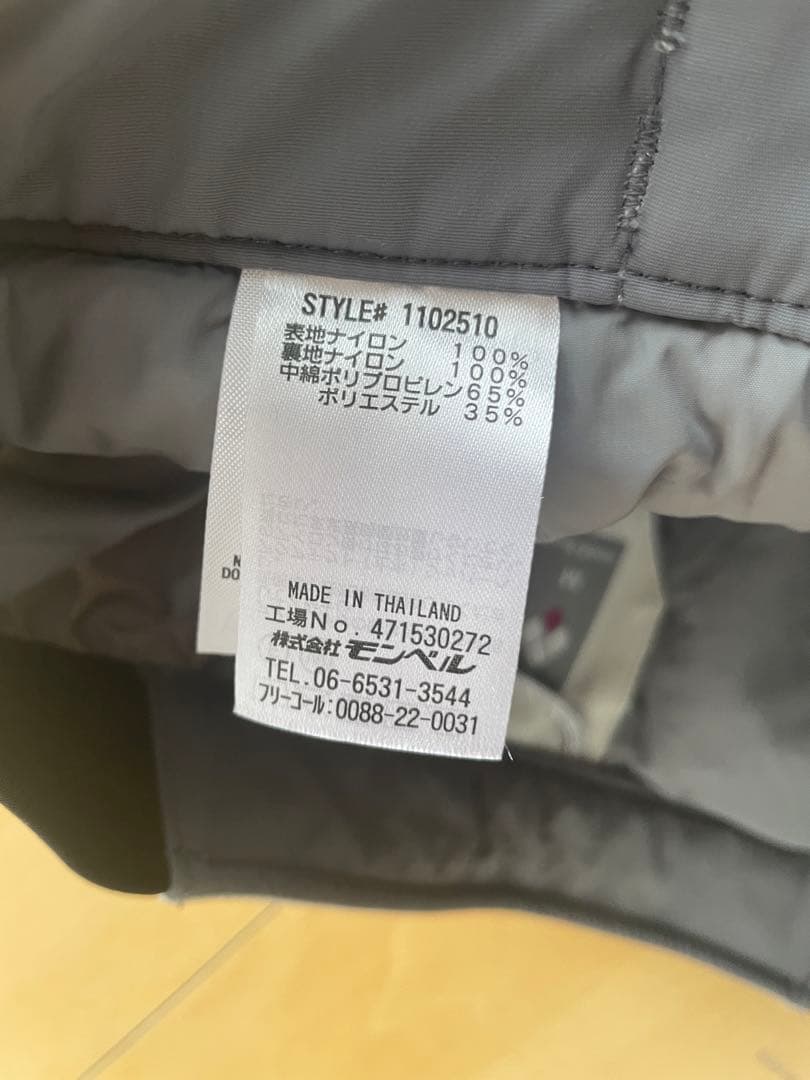 STYLE# 1102510
表地ナイロン 100%
裏地ナイロン 100%
中綿ポリプロピレン 65%
ポリエステル 35%
MADE IN THAILAND
工場No. 471530272
株式会社モンベル
TEL. 06-6531-3544
フリーコール:0088-22-0031
DO